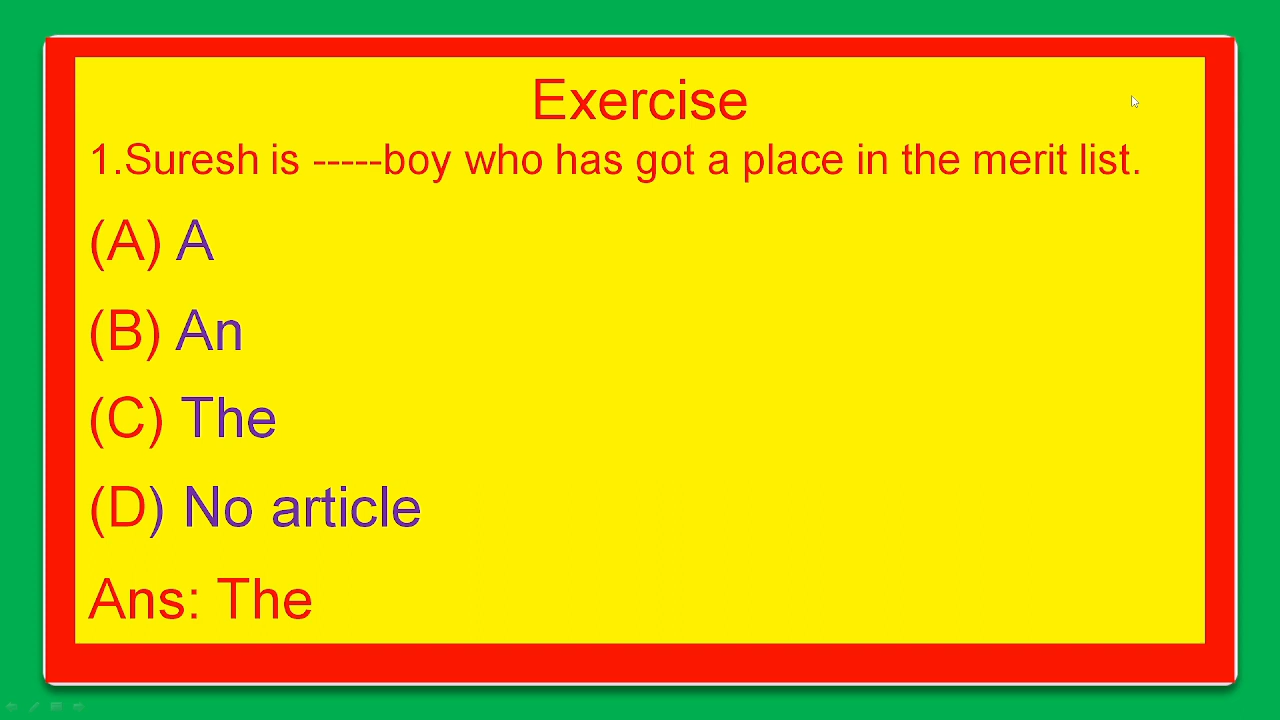 Exercise
1.Suresh is -----boy who has got a place in the merit list.
(A) A
(B) An
(C) The
(D) No article
Ans: The